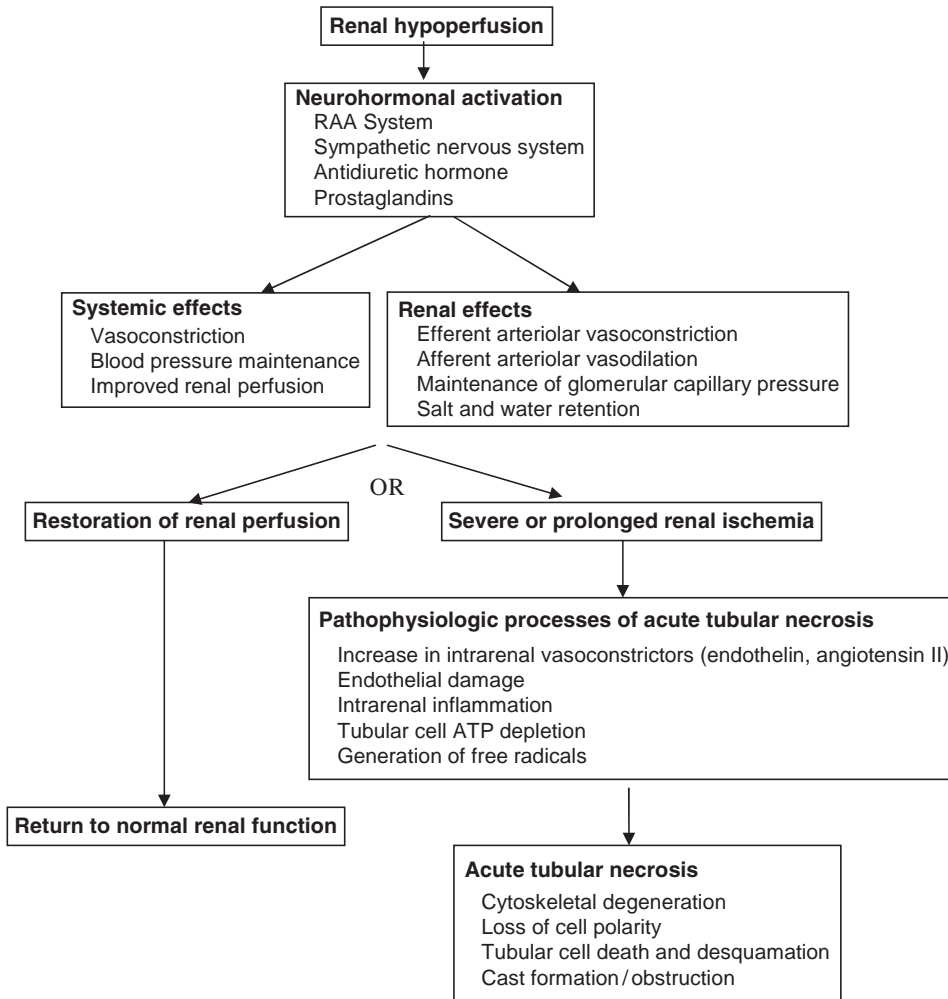 Renal hypoperfusion
Neurohormonal activation
RAA System
Sympathetic nervous system
Antidiuretic hormone
Prostaglandins
Systemic effects
Vasoconstriction
Blood pressure maintenance
Improved renal perfusion
Renal effects
Efferent arteriolar vasoconstriction
Afferent arteriolar vasodilation
Maintenance of glomerular capillary pressure
Salt and water retention
OR
Restoration of renal perfusion
Severe or prolonged renal ischemia
Pathophysiologic processes of acute tubular necrosis
Increase in intrarenal vasoconstrictors (endothelin, angiotensin II)
Endothelial damage
Intrarenal inflammation
Tubular cell ATP depletion
Generation of free radicals
Return to normal renal function
Acute tubular necrosis
Cytoskeletal degeneration
Loss of cell polarity
Tubular cell death and desquamation
Cast formation/obstruction